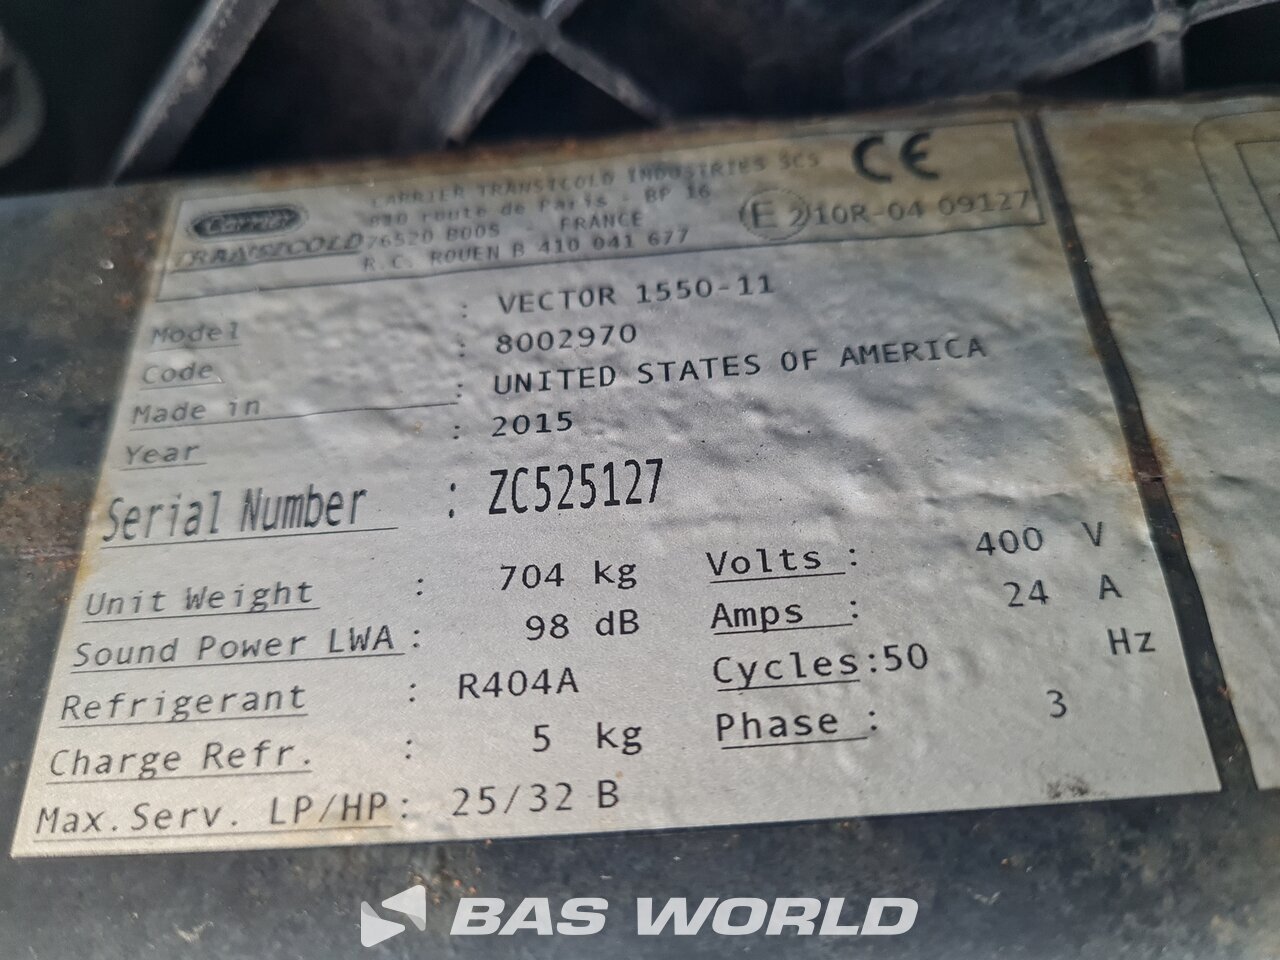 Carrier
TRANSICOLD
CARRIER TRANSICOLD INDUSTRIES SCS
route de Paris - BP 16
76520 BOOS - FRANCE
R.C. ROUEN B 410 041 677
CE
E2 10R-04 09127
Model : VECTOR 1550-11
Code : 8002970
Made in : UNITED STATES OF AMERICA
Year : 2015
Serial Number : ZC525127
Unit Weight : 704 kg
Sound Power LWA : 98 dB
Refrigerant : R404A
Charge Refr. : 5 kg
Max.Serv. LP/HP : 25/32 B
Volts : 400 V
Amps : 24 A
Cycles:50 Hz
Phase : 3
BAS WORLD